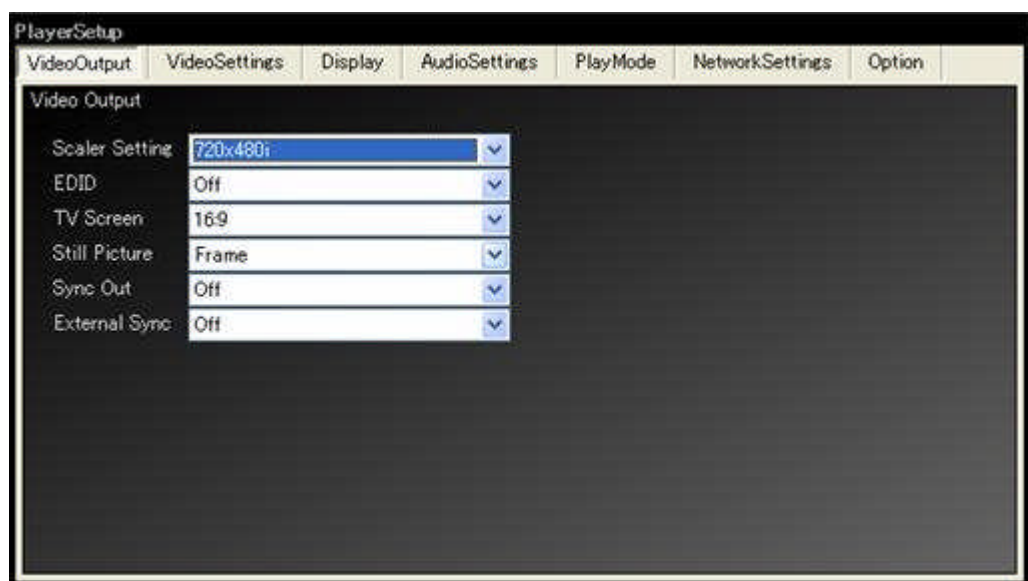 PlayerSetup
VideoOutput VideoSettings Display AudioSettings PlayMode NetworkSettings Option
Video Output
Scaler Setting 720x480i
EDID Off
TV Screen 16:9
Still Picture Frame
Sync Out Off
External Sync Off